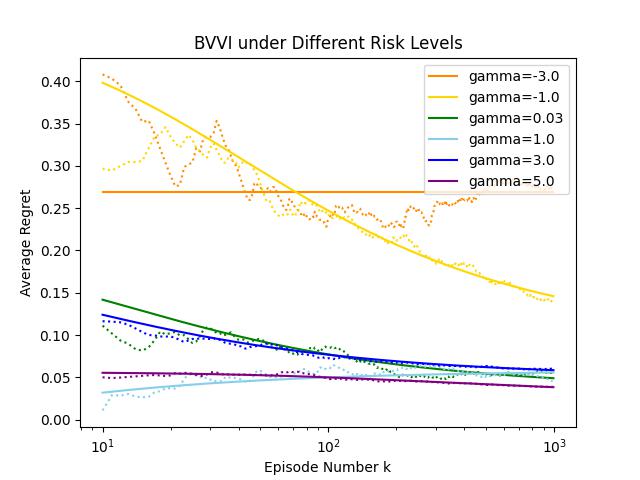 BVVI under Different Risk Levels
gamma=-3.0
gamma=-1.0
gamma=0.03
gamma=1.0
gamma=3.0
gamma=5.0
Average Regret
0.40
0.35
0.30
0.25
0.20
0.15
0.10
0.05
0.00
10¹ 10² 10³
Episode Number k